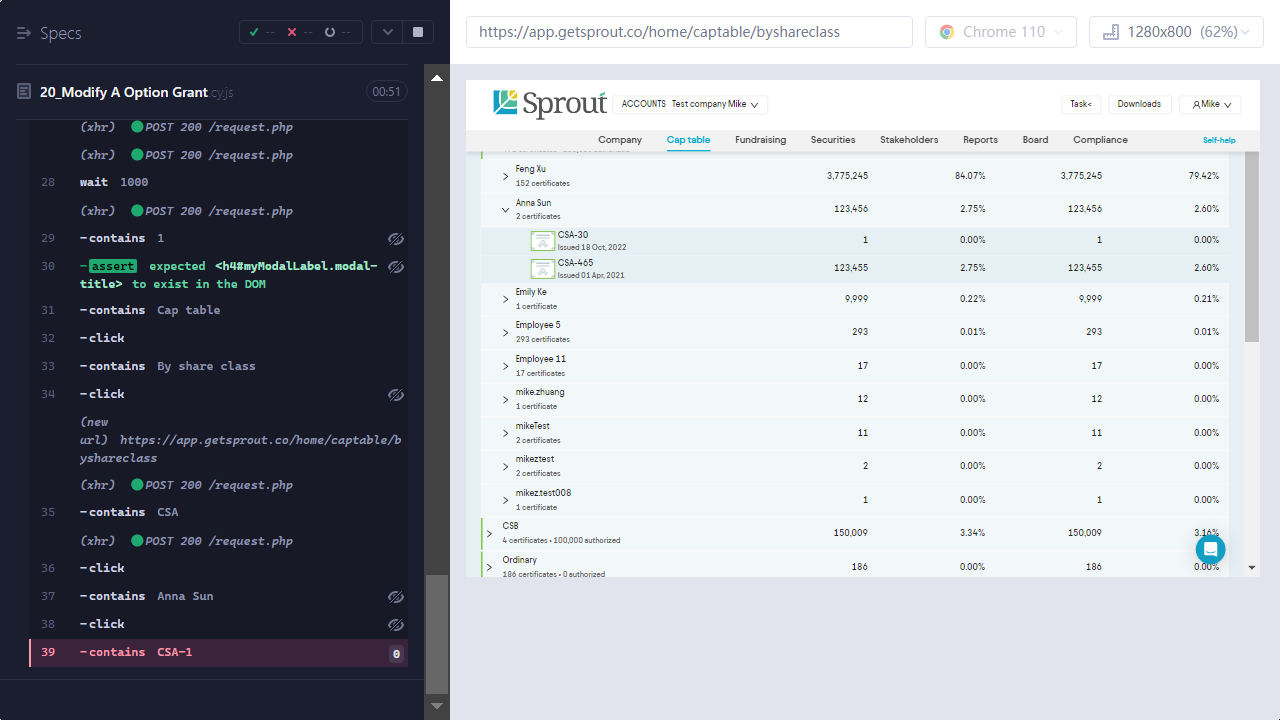 Specs
-- -- --
20_Modify A Option Grant.cy.js 00:51
(xhr) POST 200 /request.php
(xhr) POST 200 /request.php
28 wait 1000
(xhr) POST 200 /request.php
29 -contains 1
30 -assert expected <h4#myModalLabel.modal-
title> to exist in the DOM
31 -contains Cap table
32 -click
33 -contains By share class
34 -click
(new
url) https://app.getsprout.co/home/captable/b
yshareclass
(xhr) POST 200 /request.php
35 -contains CSA
(xhr) POST 200 /request.php
36 -click
37 -contains Anna Sun
38 -click
39 -contains CSA-1 0
https://app.getsprout.co/home/captable/byshareclass Chrome 110 1280x800 (62%)
Sprout ACCOUNTS Test company Mike Task< Downloads Mike
Company Cap table Fundraising Securities Stakeholders Reports Board Compliance Self-help
Feng Xu 3,775,245 84.07% 3,775,245 79.42%
152 certificates
Anna Sun 123,456 2.75% 123,456 2.60%
2 certificates
CSA-30 1 0.00% 1 0.00%
Issued 18 Oct, 2022
CSA-465 123,455 2.75% 123,455 2.60%
Issued 01 Apr, 2021
Emily Ke 9,999 0.22% 9,999 0.21%
1 certificate
Employee 5 293 0.01% 293 0.01%
293 certificates
Employee 11 17 0.00% 17 0.00%
17 certificates
mike.zhuang 12 0.00% 12 0.00%
1 certificate
mikeTest 11 0.00% 11 0.00%
2 certificates
mikeztest 2 0.00% 2 0.00%
2 certificates
mikez.test008 1 0.00% 1 0.00%
1 certificate
CSB 150,009 3.34% 150,009 3.16%
4 certificates • 100,000 authorized
Ordinary 186 0.00% 186 0.00%
186 certificates • 0 authorized